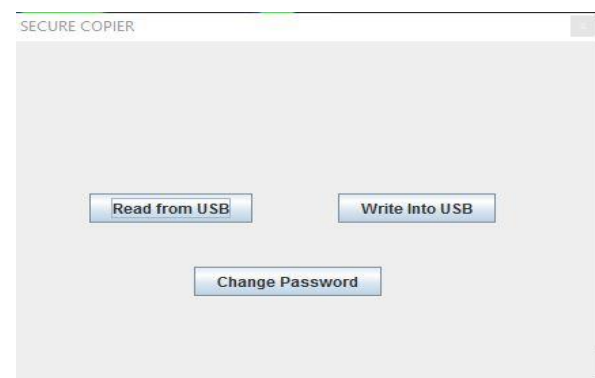 SECURE COPIER
Read from USB
Write Into USB
Change Password